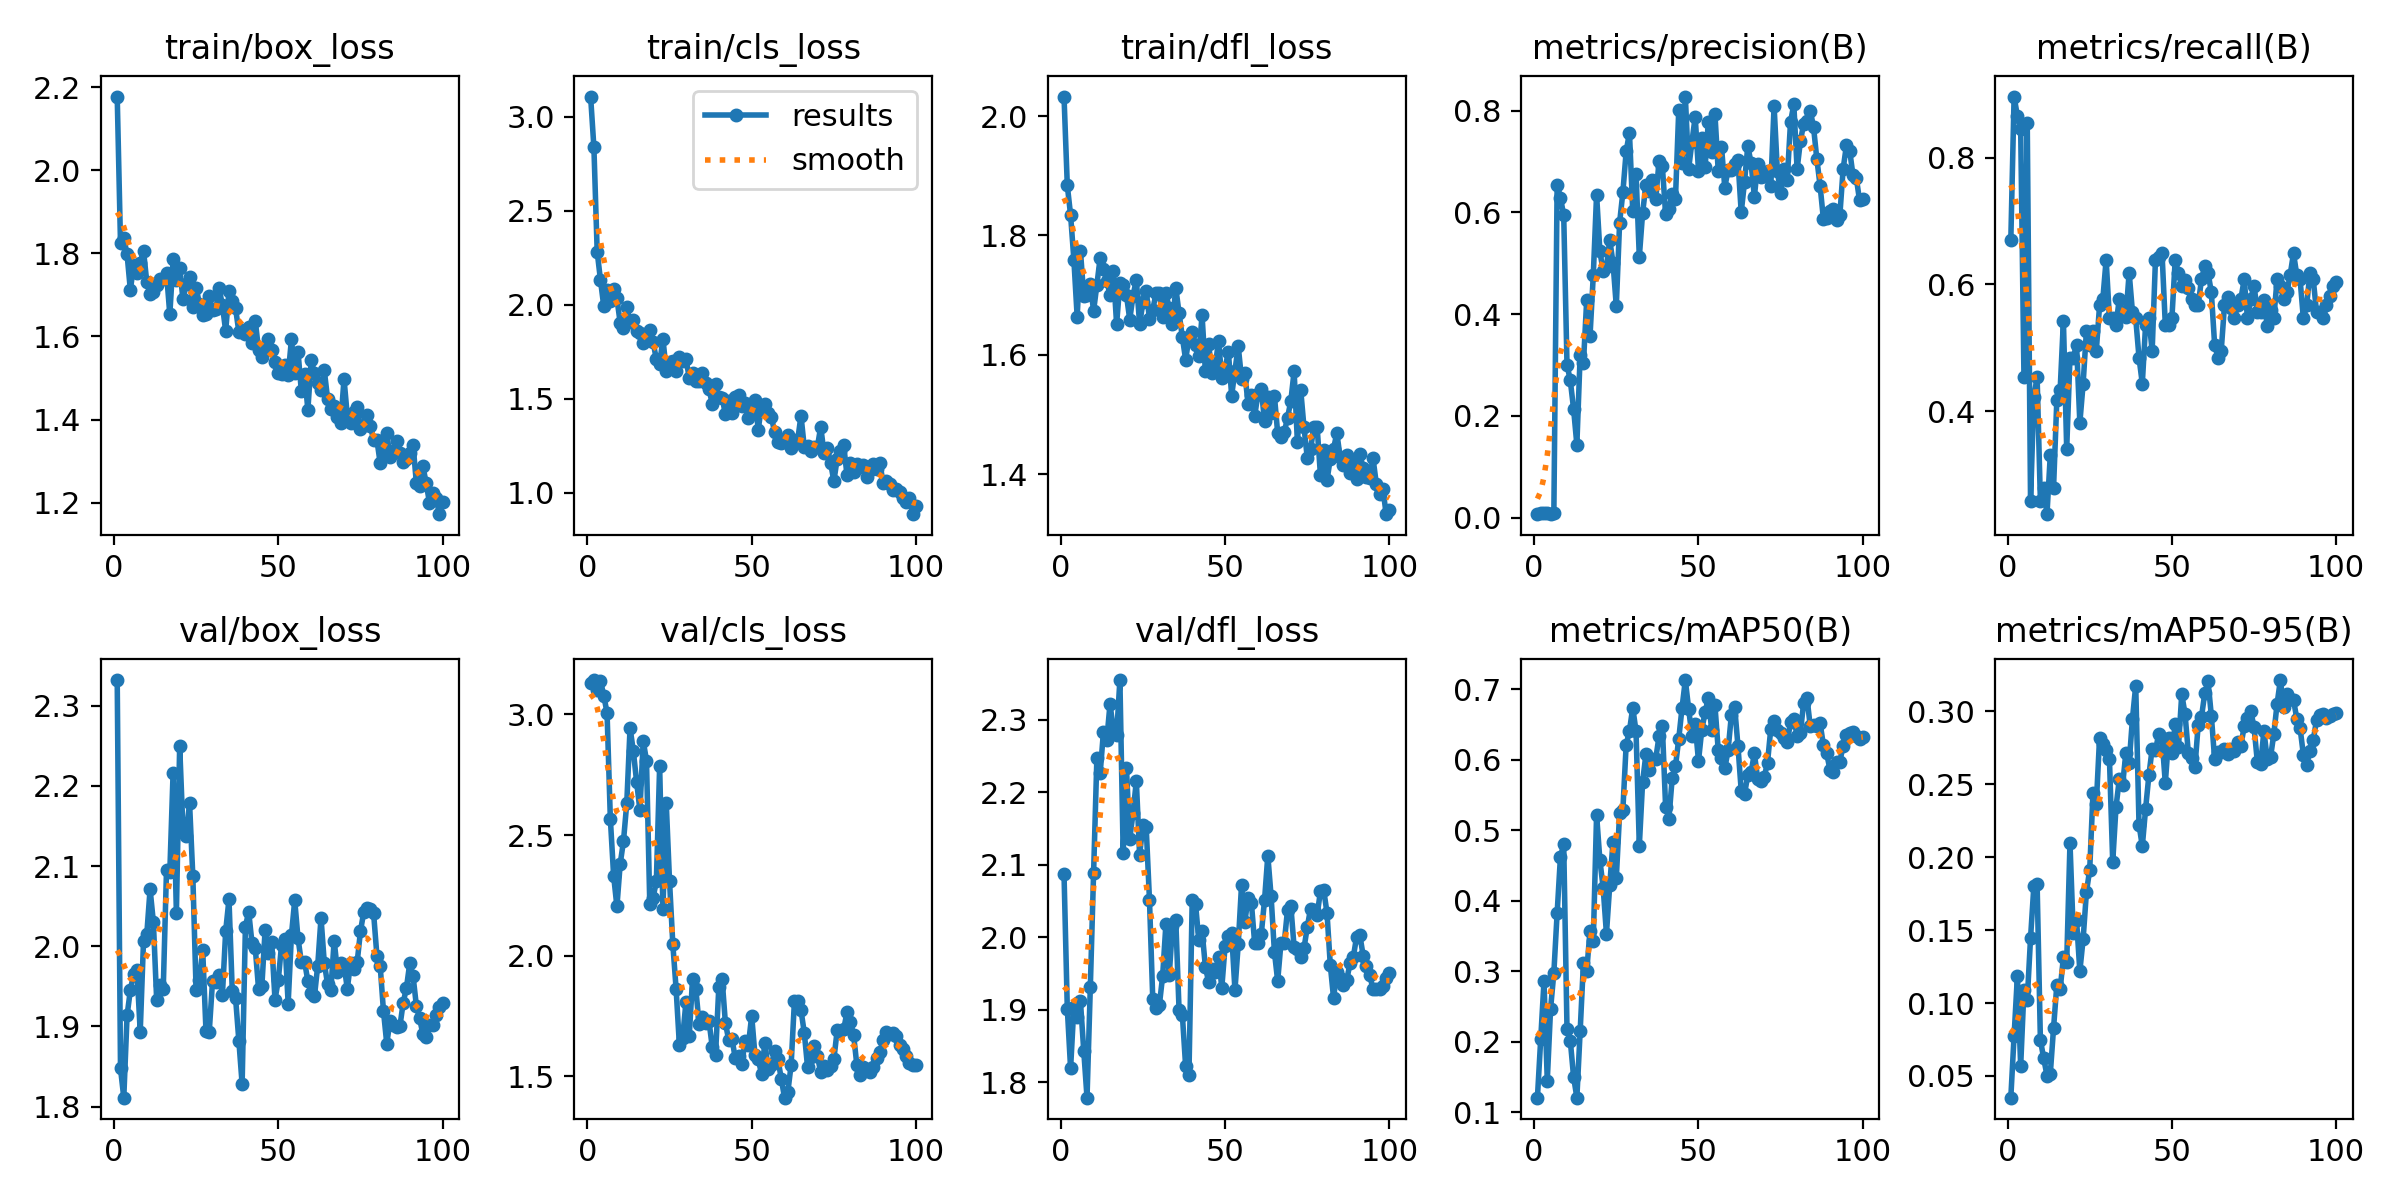 train/box_loss
2.2
2.0
1.8
1.6
1.4
1.2
0 50 100
train/cls_loss
results
smooth
3.0
2.5
2.0
1.5
1.0
0 50 100
train/dfl_loss
2.0
1.8
1.6
1.4
0 50 100
metrics/precision(B)
0.8
0.6
0.4
0.2
0.0
0 50 100
metrics/recall(B)
0.8
0.6
0.4
0 50 100
val/box_loss
2.3
2.2
2.1
2.0
1.9
1.8
0 50 100
val/cls_loss
3.0
2.5
2.0
1.5
0 50 100
val/dfl_loss
2.3
2.2
2.1
2.0
1.9
1.8
0 50 100
metrics/mAP50(B)
0.7
0.6
0.5
0.4
0.3
0.2
0.1
0 50 100
metrics/mAP50-95(B)
0.30
0.25
0.20
0.15
0.10
0.05
0 50 100